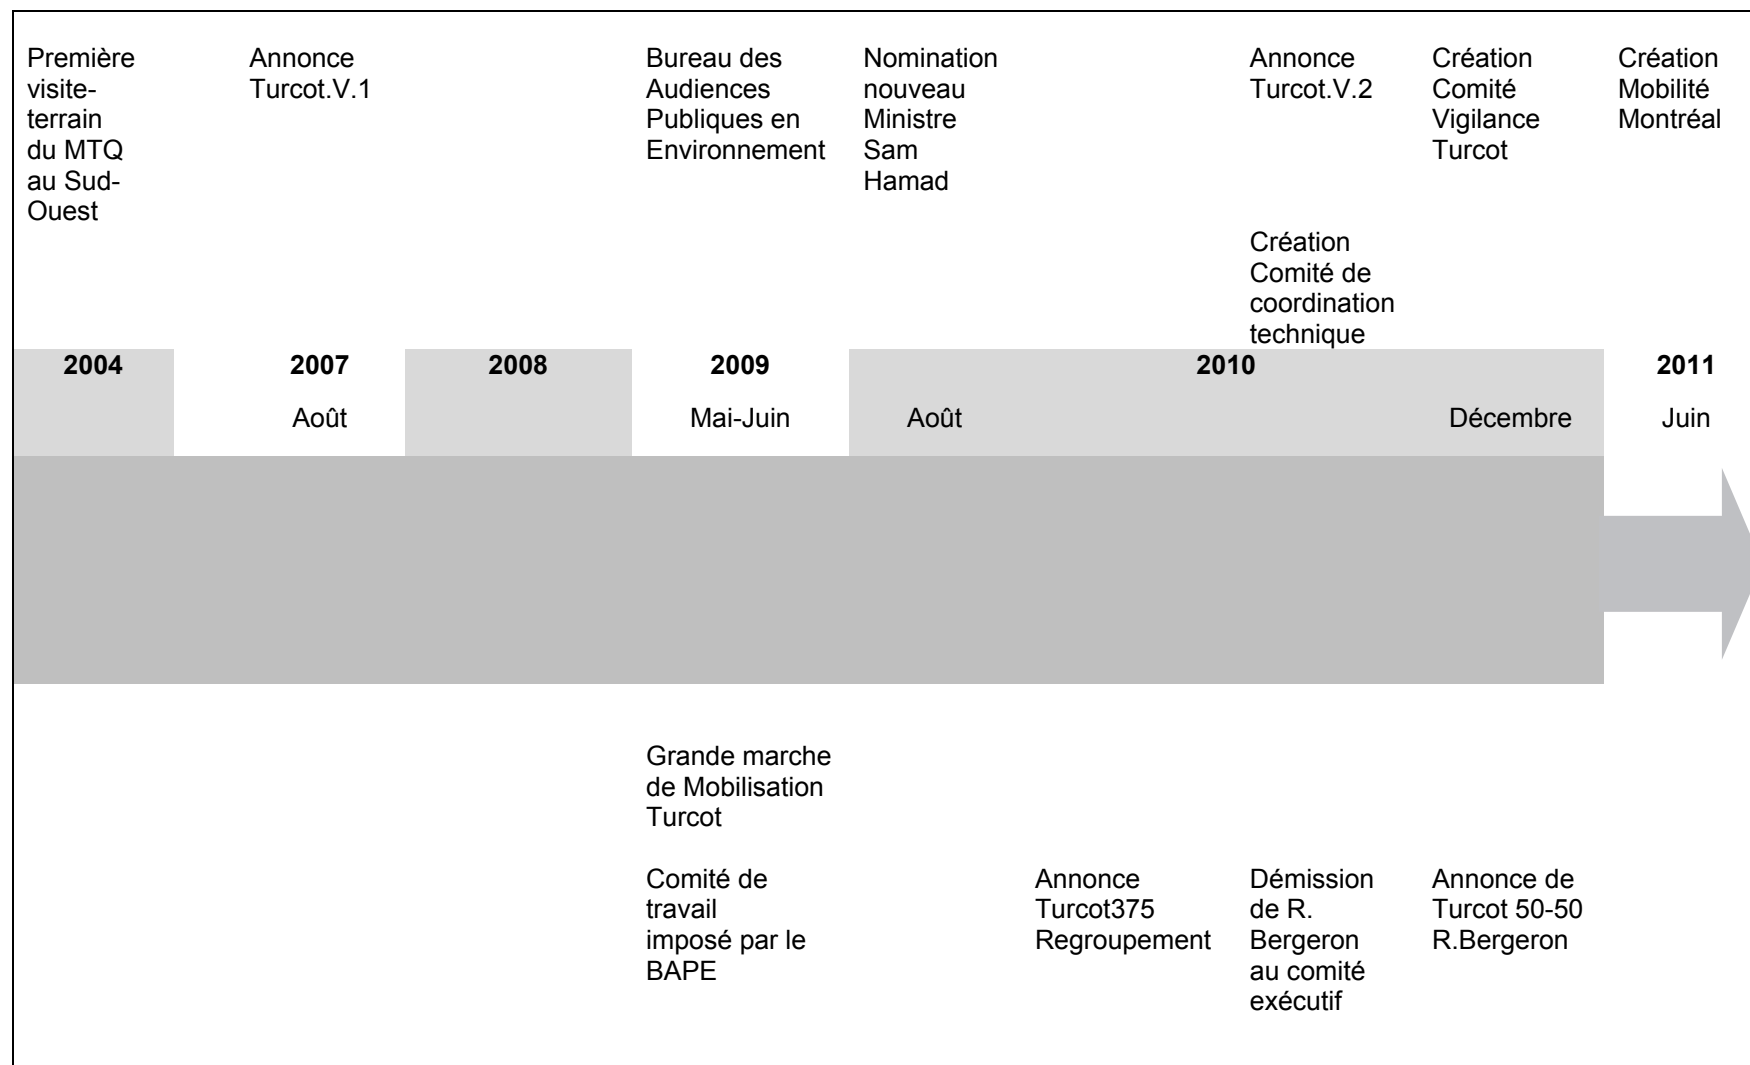 Première
visite-
terrain
du MTQ
au Sud-
Ouest
Annonce
Turcot.V.1
Bureau des
Audiences
Publiques en
Environnement
Nomination
nouveau
Ministre
Sam
Hamad
Annonce
Turcot.V.2
Création
Comité de
coordination
technique
Création
Comité
Vigilance
Turcot
Création
Mobilité
Montréal
2004
2007
2008
2009
2010
2011
Août
Mai-Juin
Août
Décembre
Juin
Grande marche
de Mobilisation
Turcot
Comité de
travail
imposé par le
BAPE
Annonce
Turcot375
Regroupement
Démission
de R.
Bergeron
au comité
exécutif
Annonce de
Turcot 50-50
R.Bergeron